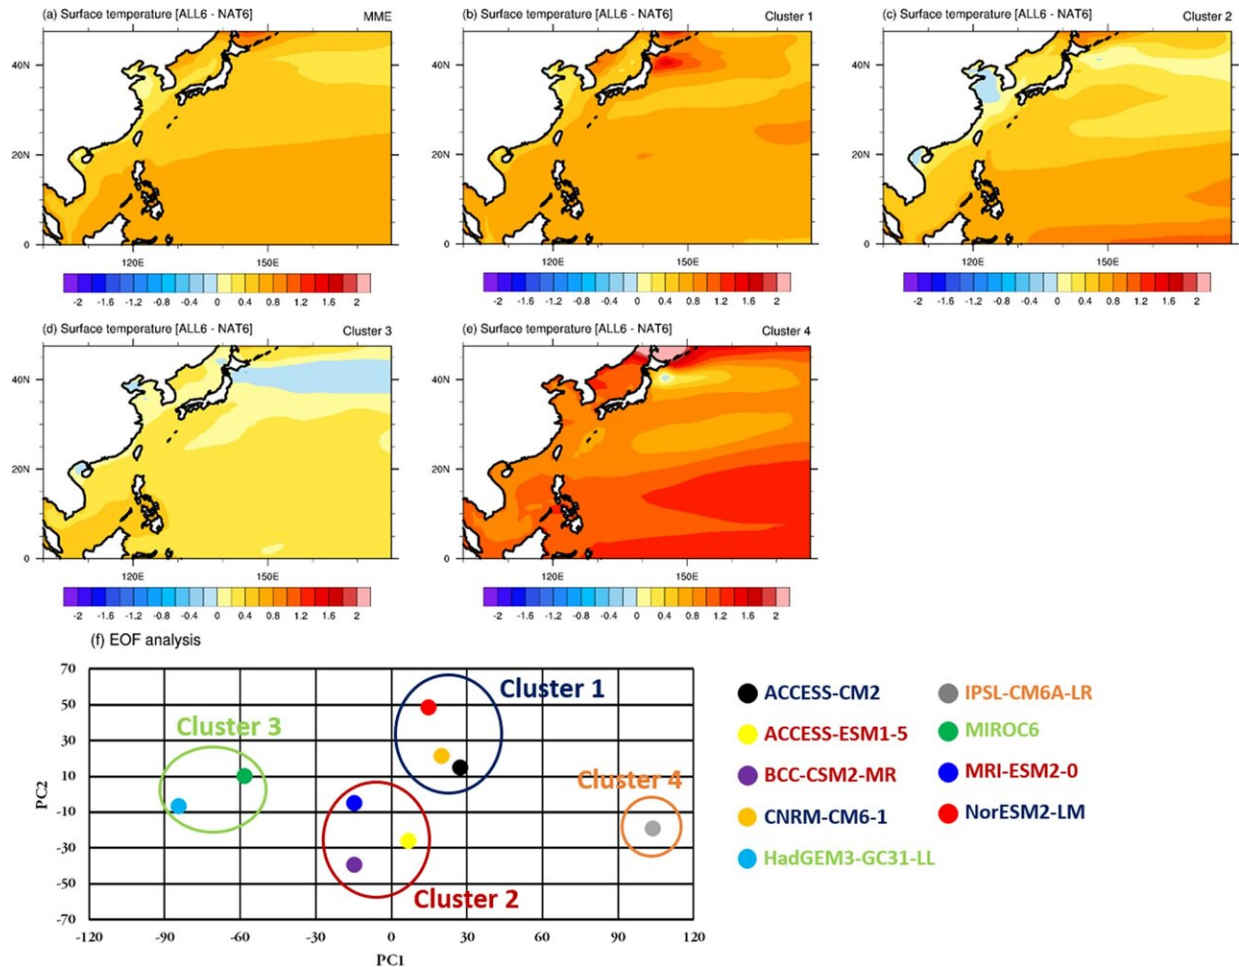 (a) Surface temperature [ALL6 - NAT6] MME
40N
20N
0
120E 150E
-2 -1.6 -1.2 -0.8 -0.4 0 0.4 0.8 1.2 1.6 2
(b) Surface temperature [ALL6 - NAT6] Cluster 1
40N
20N
0
120E 150E
-2 -1.6 -1.2 -0.8 -0.4 0 0.4 0.8 1.2 1.6 2
(c) Surface temperature [ALL6 - NAT6] Cluster 2
40N
20N
0
120E 150E
-2 -1.6 -1.2 -0.8 -0.4 0 0.4 0.8 1.2 1.6 2
(d) Surface temperature [ALL6 - NAT6] Cluster 3
40N
20N
0
120E 150E
-2 -1.6 -1.2 -0.8 -0.4 0 0.4 0.8 1.2 1.6 2
(e) Surface temperature [ALL6 - NAT6] Cluster 4
40N
20N
0
120E 150E
-2 -1.6 -1.2 -0.8 -0.4 0 0.4 0.8 1.2 1.6 2
(f) EOF analysis
PC2
70
50
30
10
-10
-30
-50
-70
Cluster 1
Cluster 3
Cluster 4
Cluster 2
-120 -90 -60 -30 0 30 60 90 120
PC1
ACCESS-CM2
ACCESS-ESM1-5
BCC-CSM2-MR
CNRM-CM6-1
HadGEM3-GC31-LL
IPSL-CM6A-LR
MIROC6
MRI-ESM2-0
NorESM2-LM